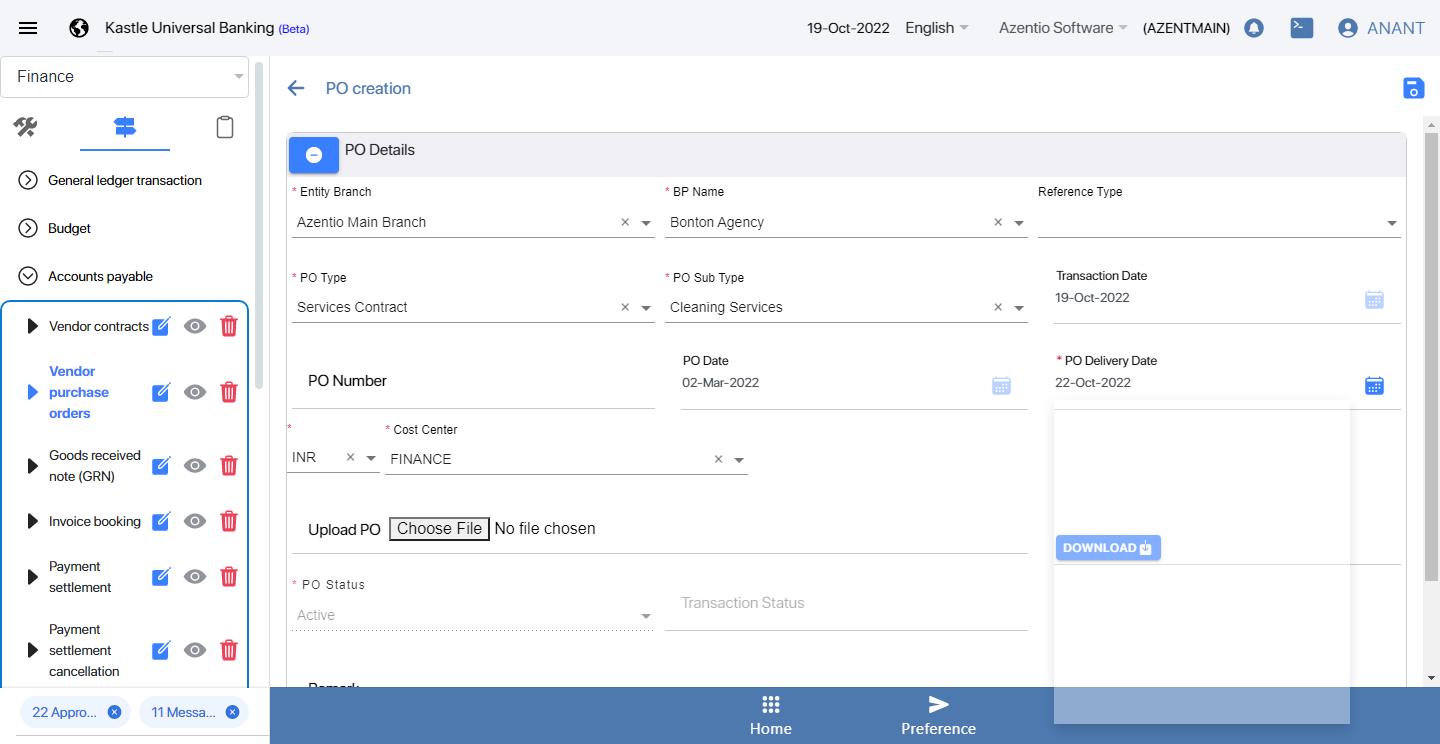 Kastle Universal Banking (Beta)
19-Oct-2022
English
Azentio Software
(AZENTMAIN)
ANANT
Finance
PO creation
General ledger transaction
Budget
Accounts payable
Vendor contracts
Vendor
purchase
orders
Goods received
note (GRN)
Invoice booking
Payment
settlement
Payment
settlement
cancellation
22 Appro...
11 Messa...
PO Details
* Entity Branch
* BP Name
Reference Type
Azentio Main Branch
Bonton Agency
* PO Type
* PO Sub Type
Transaction Date
Services Contract
Cleaning Services
19-Oct-2022
PO Number
PO Date
* PO Delivery Date
02-Mar-2022
22-Oct-2022
*
* Cost Center
INR
FINANCE
Upload PO Choose File No file chosen
DOWNLOAD
* PO Status
Active
Transaction Status
Remark
Home
Preference